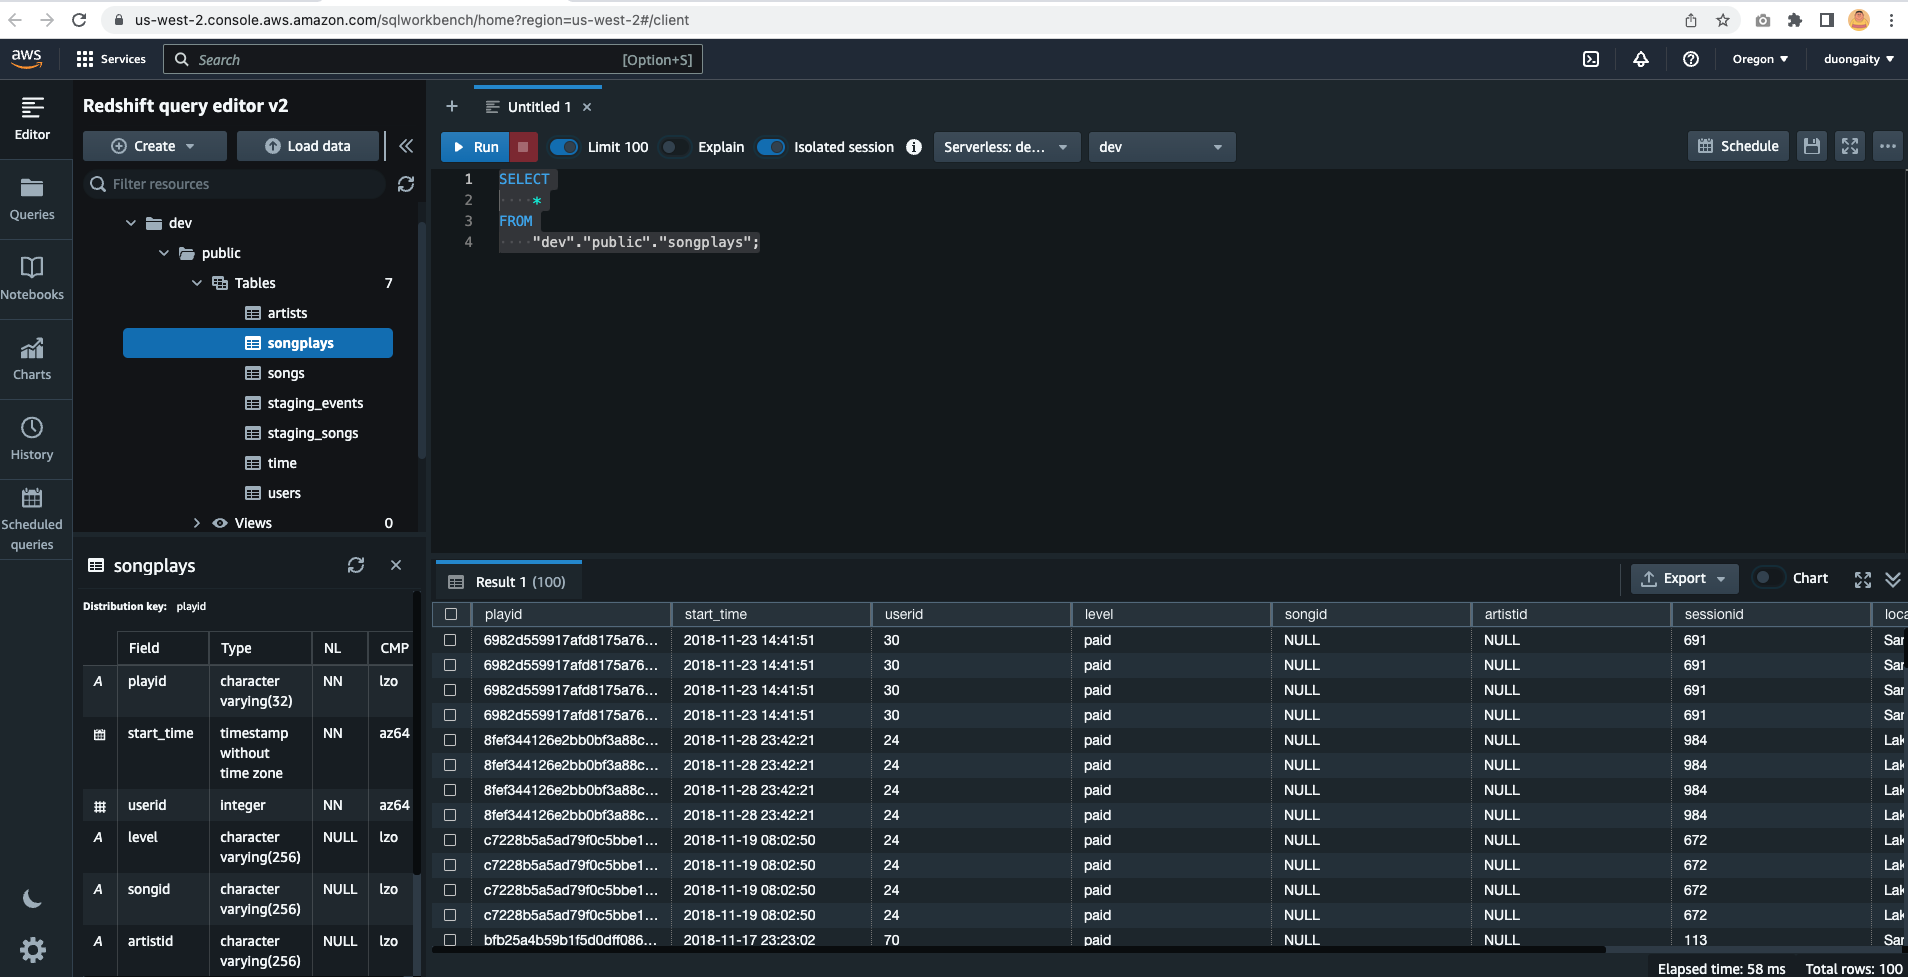 us-west-2.console.aws.amazon.com/sqlworkbench/home?region=us-west-2#/client
aws
Services
Search
[Option+S]
Oregon
duongaity
Editor
Queries
Notebooks
Charts
History
Scheduled
queries
Redshift query editor v2
Create
Load data
Filter resources
dev
public
Tables 7
artists
songplays
songs
staging_events
staging_songs
time
users
Views 0
songplays
Distribution key: playid
Field Type NL CMP
A playid character NN lzo
varying(32)
start_time timestamp NN az64
without
time zone
userid integer NN az64
A level character NULL lzo
varying(256)
A songid character NULL lzo
varying(256)
A artistid character NULL lzo
varying(256)
Untitled 1
Run
Limit 100
Explain
Isolated session
Serverless: de...
dev
Schedule
1 SELECT
2 *
3 FROM
4 "dev"."public"."songplays";
Result 1 (100)
Export
Chart
playid start_time userid level songid artistid sessionid loca
6982d559917afd8175a76... 2018-11-23 14:41:51 30 paid NULL NULL 691 Sar
6982d559917afd8175a76... 2018-11-23 14:41:51 30 paid NULL NULL 691 Sar
6982d559917afd8175a76... 2018-11-23 14:41:51 30 paid NULL NULL 691 Sar
6982d559917afd8175a76... 2018-11-23 14:41:51 30 paid NULL NULL 691 Sar
8fef344126e2bb0bf3a88c... 2018-11-28 23:42:21 24 paid NULL NULL 984 Lak
8fef344126e2bb0bf3a88c... 2018-11-28 23:42:21 24 paid NULL NULL 984 Lak
8fef344126e2bb0bf3a88c... 2018-11-28 23:42:21 24 paid NULL NULL 984 Lak
8fef344126e2bb0bf3a88c... 2018-11-28 23:42:21 24 paid NULL NULL 984 Lak
c7228b5a5ad79f0c5bbe1... 2018-11-19 08:02:50 24 paid NULL NULL 672 Lak
c7228b5a5ad79f0c5bbe1... 2018-11-19 08:02:50 24 paid NULL NULL 672 Lak
c7228b5a5ad79f0c5bbe1... 2018-11-19 08:02:50 24 paid NULL NULL 672 Lak
c7228b5a5ad79f0c5bbe1... 2018-11-19 08:02:50 24 paid NULL NULL 672 Lak
bfb25a4b59b1f5d0dff086... 2018-11-17 23:23:02 70 paid NULL NULL 113 Sar
Elapsed time: 58 ms Total rows: 100